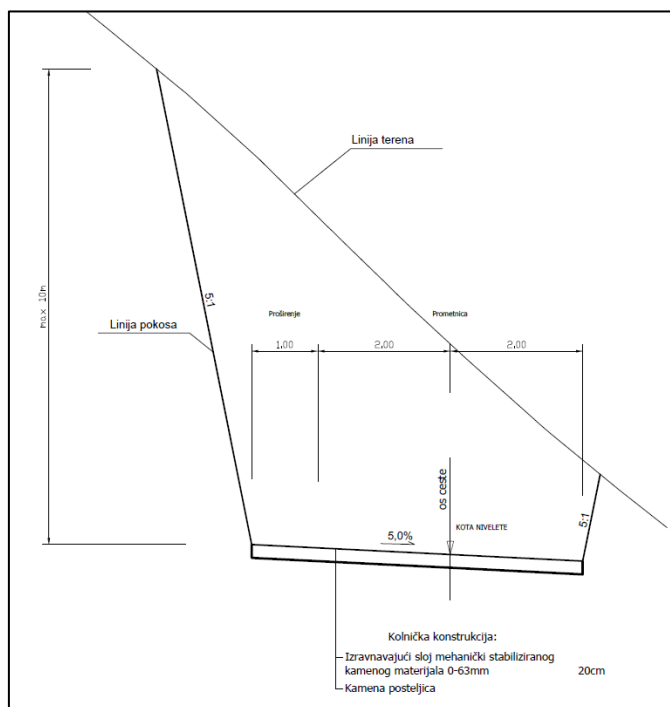 Linija terena
max 10m
5:1
Proširenje
Prometnica
Linija pokosa
1.00
2.00
2.00
os ceste
KOTA NIVELETE
5:1
5,0%
Kolnička konstrukcija:
Izravnavajući sloj mehanički stabiliziranog
kamenog materijala 0-63mm 20cm
Kamena posteljica